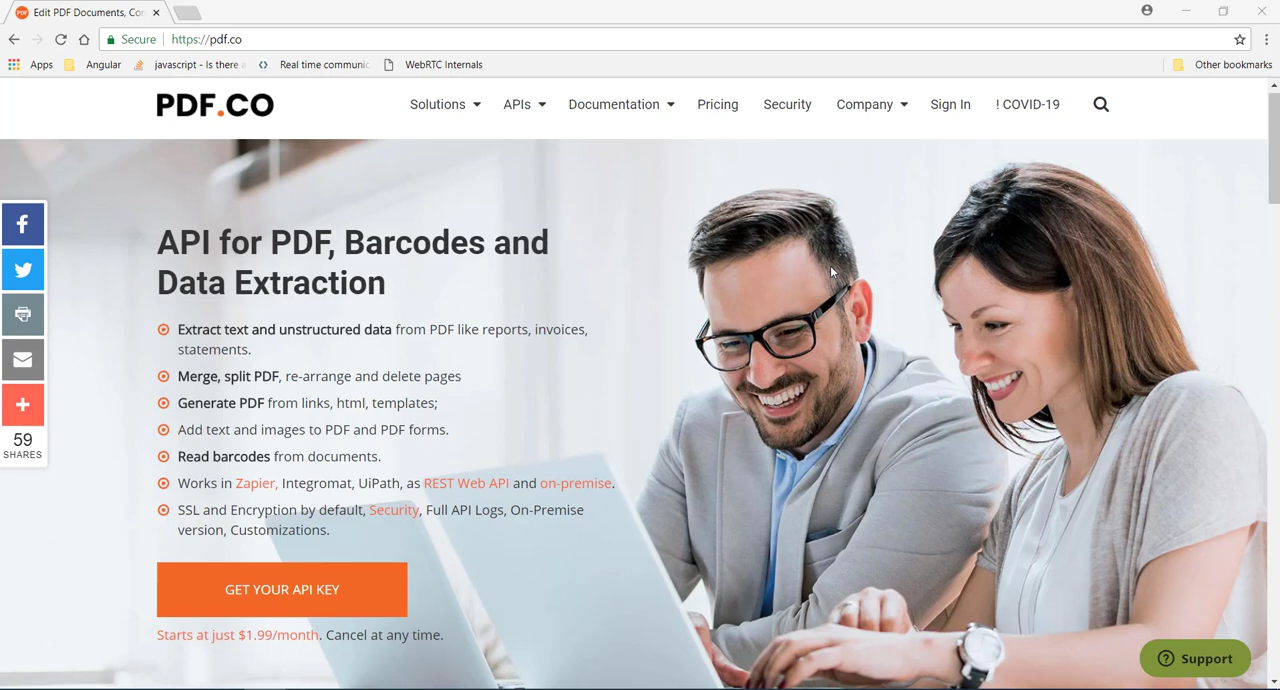 PDF Edit PDF Documents, Con
Secure https://pdf.co
Apps Angular javascript - Is there a Real time communic WebRTC Internals Other bookmarks
PDF.CO Solutions APIs Documentation Pricing Security Company Sign In ! COVID-19
API for PDF, Barcodes and
Data Extraction
Extract text and unstructured data from PDF like reports, invoices,
statements.
Merge, split PDF, re-arrange and delete pages
Generate PDF from links, html, templates;
Add text and images to PDF and PDF forms.
Read barcodes from documents.
Works in Zapier, Integromat, UiPath, as REST Web API and on-premise.
SSL and Encryption by default, Security, Full API Logs, On-Premise
version, Customizations.
GET YOUR API KEY
Starts at just $1.99/month. Cancel at any time.
59
SHARES
Support